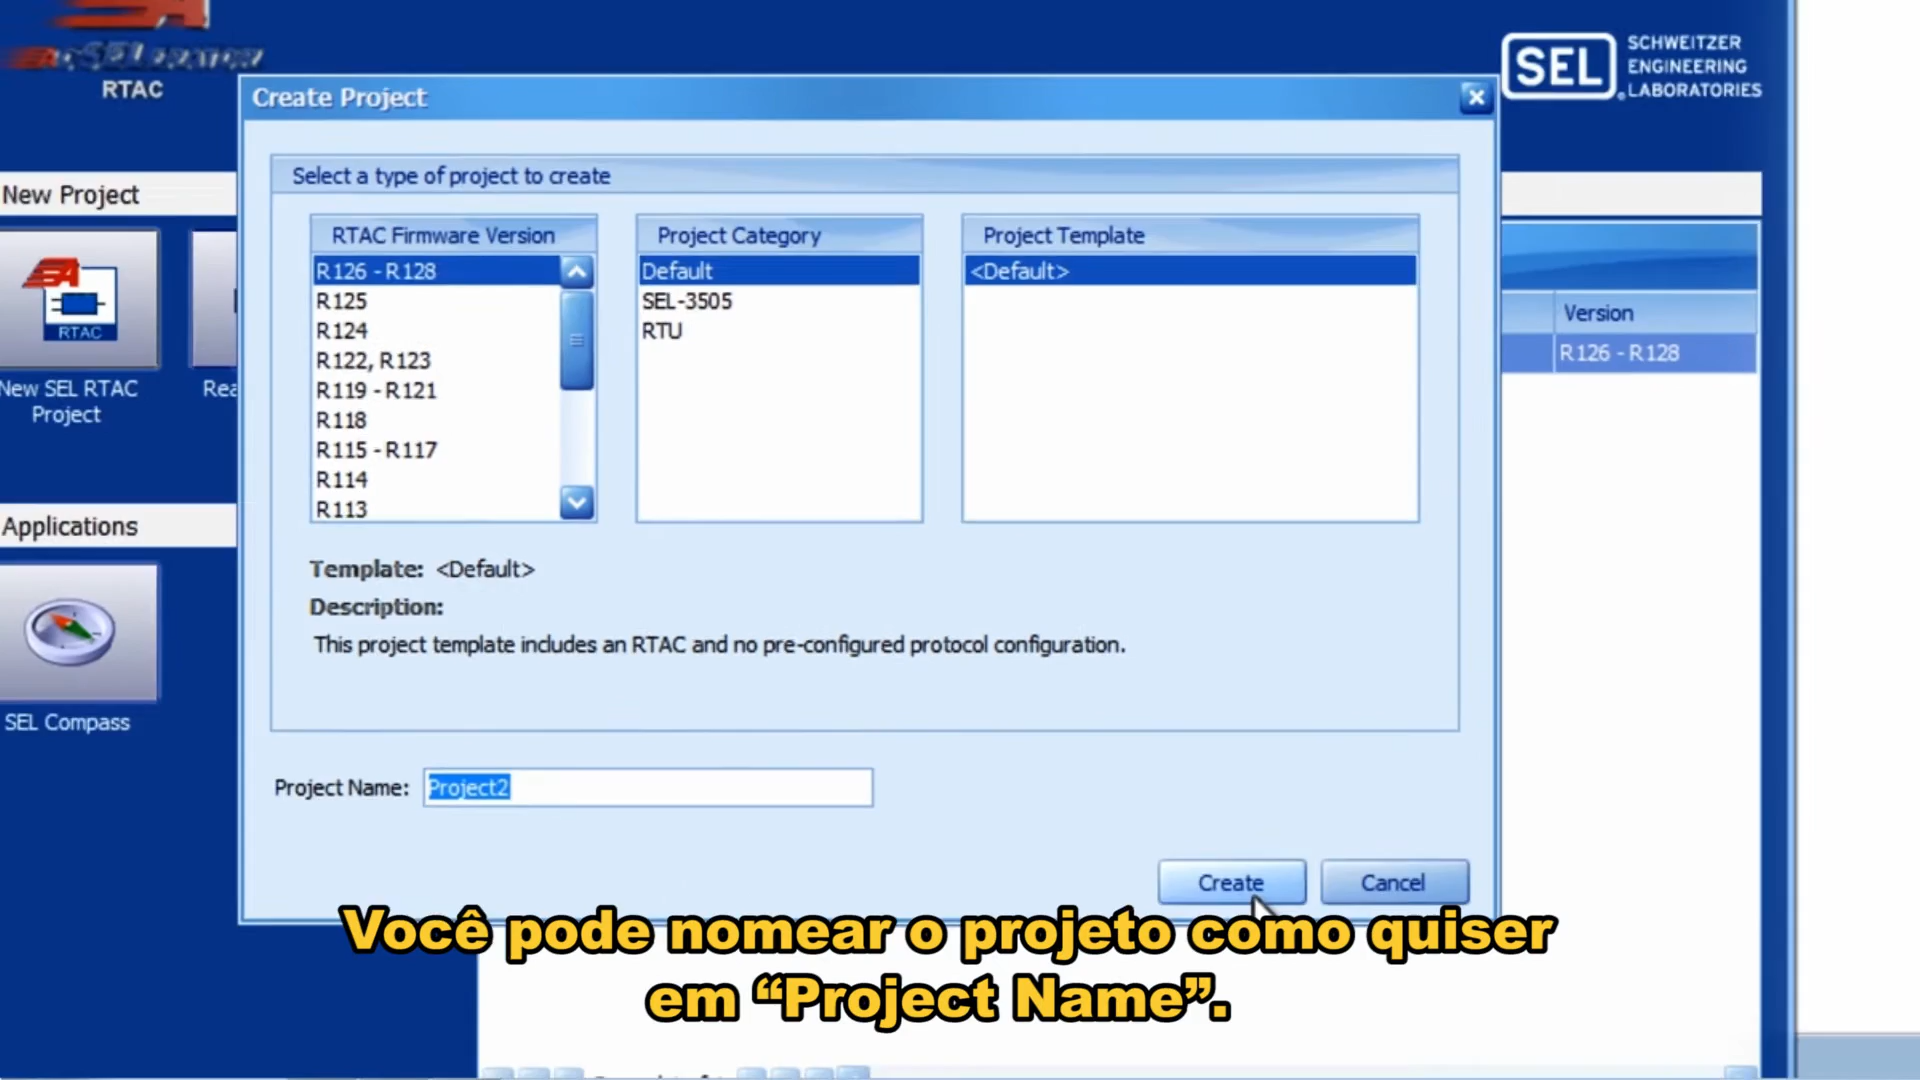 RTAC
SEL
SCHWEITZER
ENGINEERING
LABORATORIES
Create Project
New Project
RTAC
New SEL RTAC
Project
Applications
SEL Compass
Select a type of project to create
RTAC Firmware Version
R126 - R128
R125
R124
R122, R123
R119 - R121
R118
R115 - R117
R114
R113
Project Category
Default
SEL-3505
RTU
Project Template
<Default>
Version
R126 - R128
Template: <Default>
Description:
This project template includes an RTAC and no pre-configured protocol configuration.
Project Name: Project2
Create
Cancel
Você pode nomear o projeto como quiser
em “Project Name”.